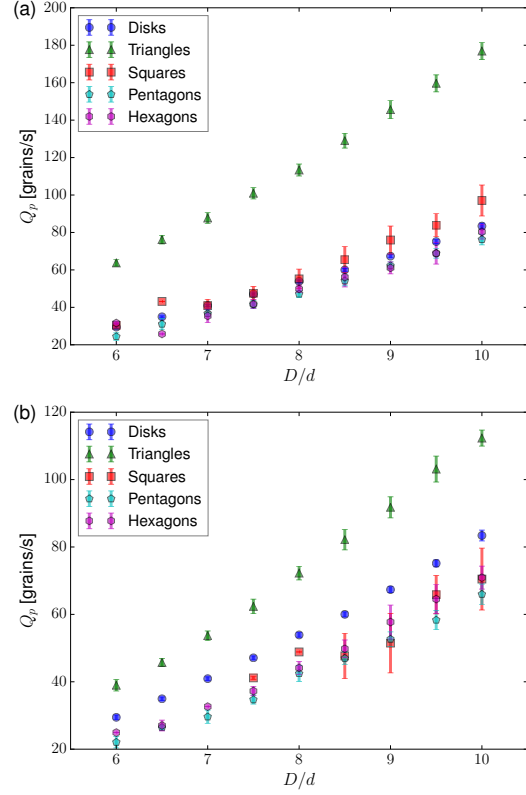 (a)
200
180
160
140
120
100
80
60
40
20
Q_p [grains/s]
Disks
Triangles
Squares
Pentagons
Hexagons
6 7 8 9 10
D/d
(b)
120
100
80
60
40
20
Q_p [grains/s]
Disks
Triangles
Squares
Pentagons
Hexagons
6 7 8 9 10
D/d